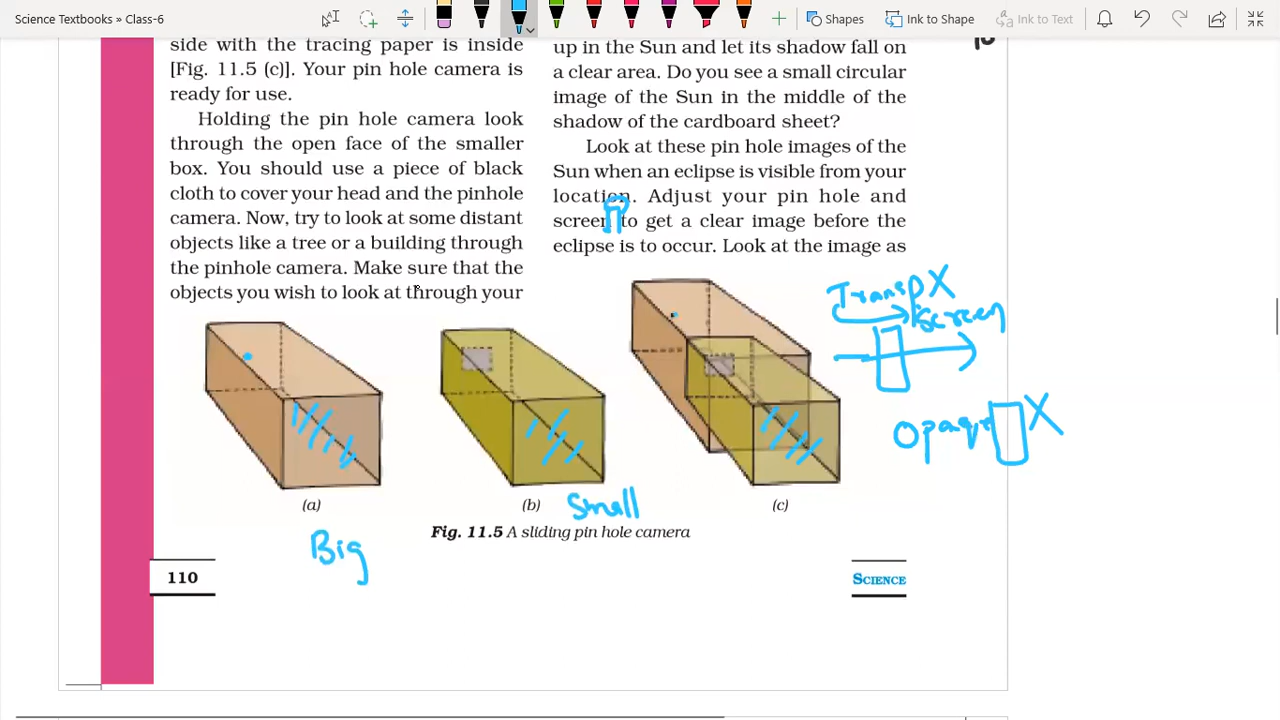 Science Textbooks » Class-6
Shapes
Ink to Shape
Ink to Text
side with the tracing paper is inside
[Fig. 11.5 (c)]. Your pin hole camera is
ready for use.
Holding the pin hole camera look
through the open face of the smaller
box. You should use a piece of black
cloth to cover your head and the pinhole
camera. Now, try to look at some distant
objects like a tree or a building through
the pinhole camera. Make sure that the
objects you wish to look at through your
up in the Sun and let its shadow fall on
a clear area. Do you see a small circular
image of the Sun in the middle of the
shadow of the cardboard sheet?
Look at these pin hole images of the
Sun when an eclipse is visible from your
location. Adjust your pin hole and
screen to get a clear image before the
eclipse is to occur. Look at the image as
Transp X
screen
Opaque X
(a)
(b)
(c)
Big
Small
Fig. 11.5 A sliding pin hole camera
110
SCIENCE